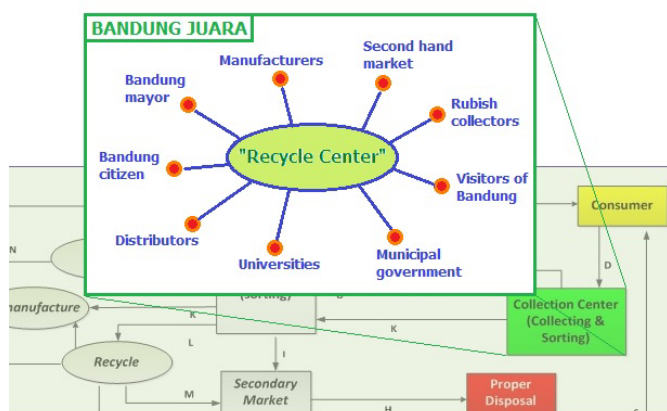 BANDUNG JUARA
Manufacturers
Second hand
market
Bandung
mayor
Rubish
collectors
"Recycle Center"
Bandung
citizen
Visitors of
Bandung
Distributors
Universities
Municipal
government
Consumer
N
D
(Sorting)
Collection Center
(Collecting &
Sorting)
manufacture
K
K
L
Recycle
I
Secondary
Market
M
H
Proper
Disposal